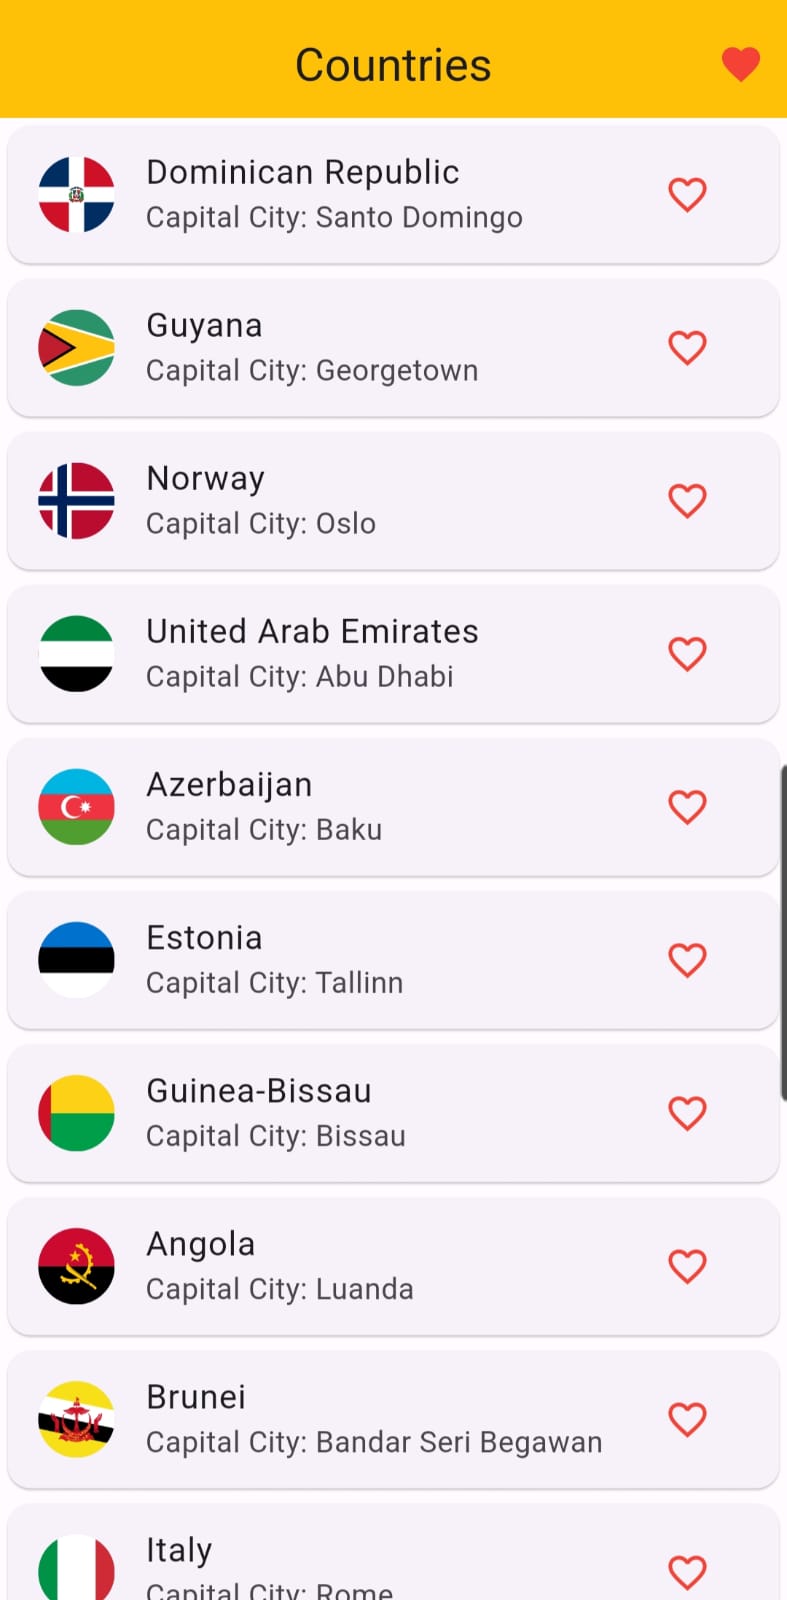 Countries
Dominican Republic
Capital City: Santo Domingo
Guyana
Capital City: Georgetown
Norway
Capital City: Oslo
United Arab Emirates
Capital City: Abu Dhabi
Azerbaijan
Capital City: Baku
Estonia
Capital City: Tallinn
Guinea-Bissau
Capital City: Bissau
Angola
Capital City: Luanda
Brunei
Capital City: Bandar Seri Begawan
Italy
Capital City: Rome